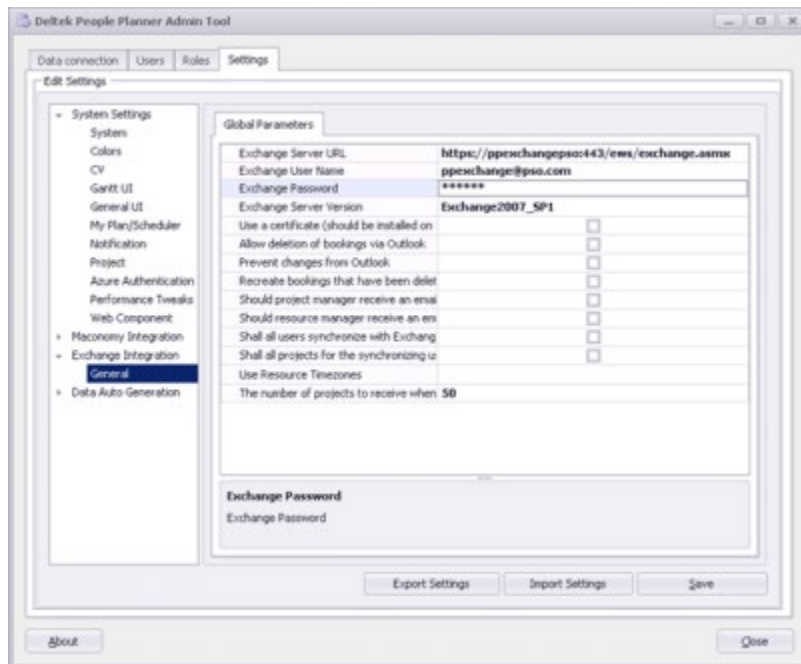 Deltek People Planner Admin Tool
Data connection Users Roles Settings
Edit Settings
System Settings
System
Colors
CV
Gantt UI
General UI
My Plan/Scheduler
Notification
Project
Azure Authentication
Performance Tweaks
Web Component
Maconomy Integration
Exchange Integration
General
Data Auto Generation
Global Parameters
Exchange Server URL https://ppexchangepso:443/ews/exchange.asmx
Exchange User Name ppexchange@pso.com
Exchange Password ******
Exchange Server Version Exchange2007_SP1
Use a certificate (should be installed on
Allow deletion of bookings via Outlook
Prevent changes from Outlook
Recreate bookings that have been delet
Should project manager receive an emai
Should resource manager receive an em
Shall all users synchronize with Exchang
Shall all projects for the synchronizing u
Use Resource Timezones
The number of projects to receive when 50
Exchange Password
Exchange Password
Export Settings Import Settings Save
About Close